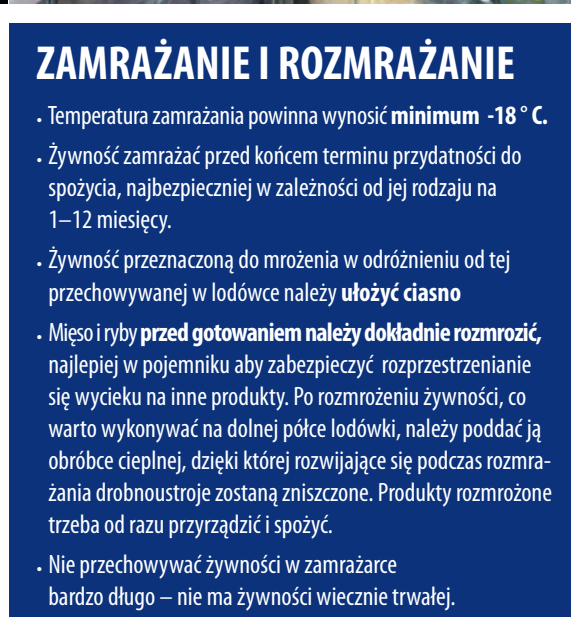 ZAMRAŻANIE I ROZMRAŻANIE
• Temperatura zamrażania powinna wynosić minimum -18 ° C.
• Żywność zamrażać przed końcem terminu przydatności do
spożycia, najbezpieczniej w zależności od jej rodzaju na
1–12 miesięcy.
• Żywność przeznaczoną do mrożenia w odróżnieniu od tej
przechowywanej w lodówce należy ułożyć ciasno
• Mięso i ryby przed gotowaniem należy dokładnie rozmrozić,
najlepiej w pojemniku aby zabezpieczyć rozprzestrzenianie
się wycieku na inne produkty. Po rozmrożeniu żywności, co
warto wykonywać na dolnej półce lodówki, należy poddać ją
obróbce cieplnej, dzięki której rozwijające się podczas rozmra-
żania drobnoustroje zostaną zniszczone. Produkty rozmrożone
trzeba od razu przyrządzić i spożyć.
• Nie przechowywać żywności w zamrażarce
bardzo długo – nie ma żywności wiecznie trwałej.